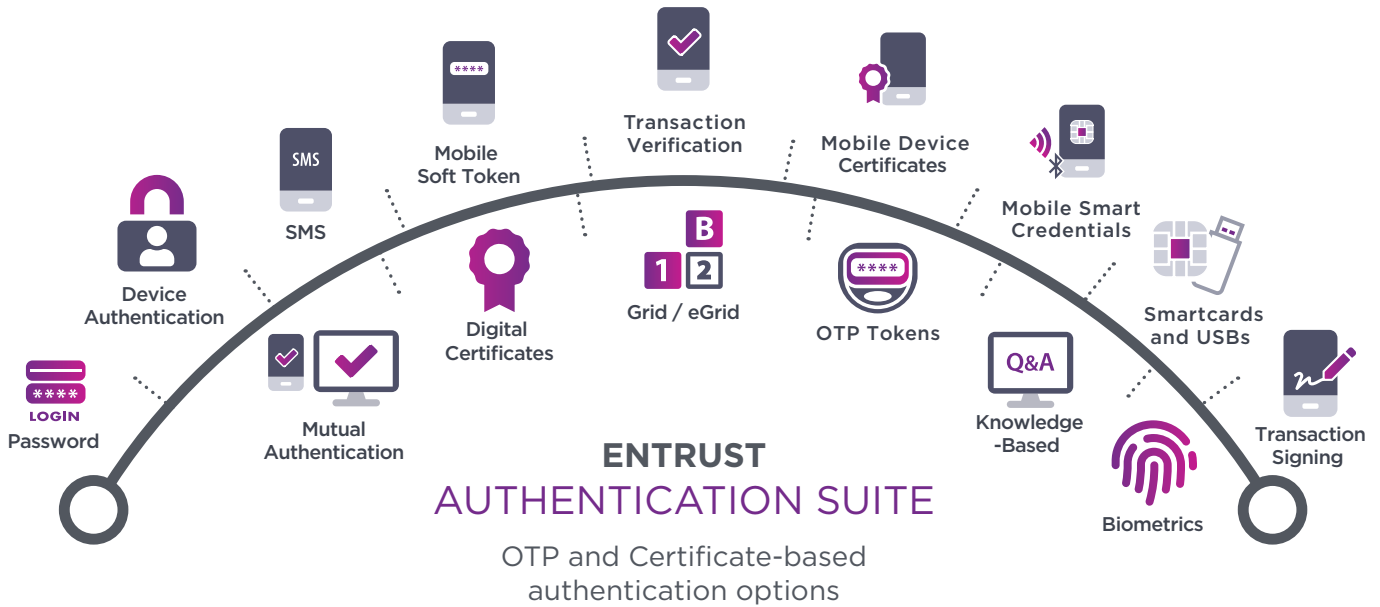 ****
LOGIN
Password
Device
Authentication
SMS
SMS
****
Mobile
Soft Token
Transaction
Verification
Mobile Device
Certificates
Mobile Smart
Credentials
Smartcards
and USBs
Transaction
Signing
Mutual
Authentication
Digital
Certificates
B
1 2
Grid / eGrid
****
OTP Tokens
Q&A
Knowledge
-Based
Biometrics
ENTRUST
AUTHENTICATION SUITE
OTP and Certificate-based
authentication options